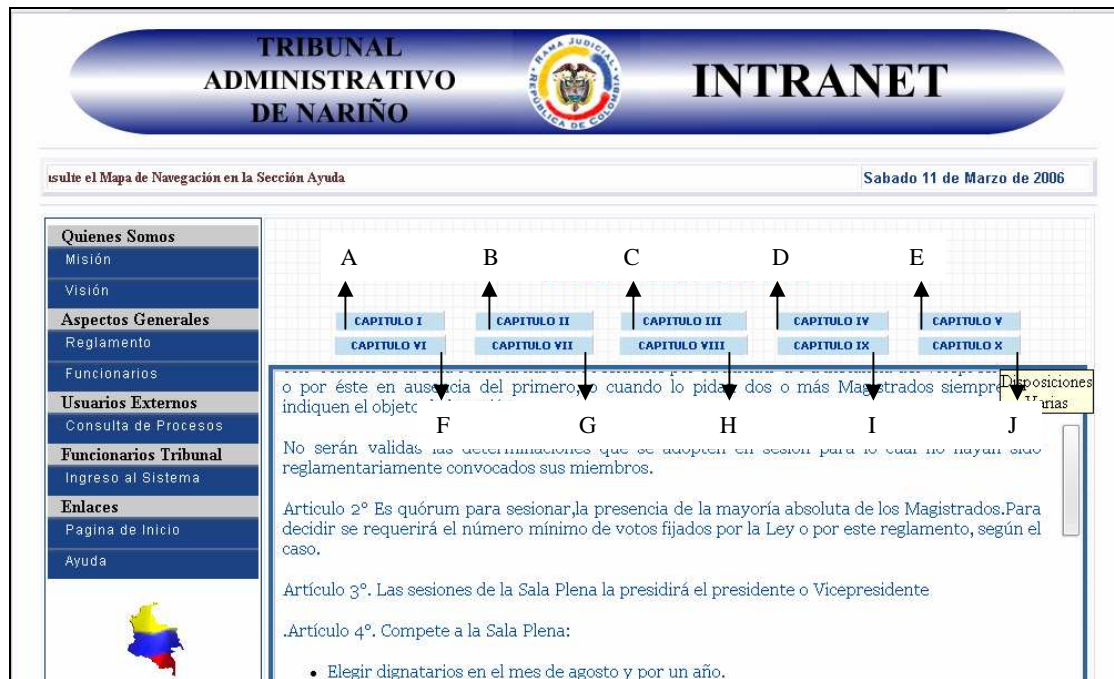 TRIBUNAL
ADMINISTRATIVO
DE NARIÑO
RAMA JUDICIAL
REPÚBLICA DE COLOMBIA
INTRANET
sulte el Mapa de Navegación en la Sección Ayuda
Sabado 11 de Marzo de 2006
Quienes Somos
Misión
Visión
Aspectos Generales
Reglamento
Funcionarios
Usuarios Externos
Consulta de Procesos
Funcionarios Tribunal
Ingreso al Sistema
Enlaces
Pagina de Inicio
Ayuda
A B C D E
CAPITULO I CAPITULO II CAPITULO III CAPITULO IV CAPITULO V
CAPITULO VI CAPITULO VII CAPITULO VIII CAPITULO IX CAPITULO X
Disposiciones
Varias
o por éste en ausencia del primero, o cuando lo pidan dos o más Magistrados siempre
indiquen el objeto
F G H I J
No serán validas las determinaciones que se adopten en sesión para lo cual no hayan sido
reglamentariamente convocados sus miembros.
Articulo 2º Es quórum para sesionar,la presencia de la mayoría absoluta de los Magistrados.Para
decidir se requerirá el número mínimo de votos fijados por la Ley o por este reglamento, según el
caso.
Artículo 3º. Las sesiones de la Sala Plena la presidirá el presidente o Vicepresidente
.Artículo 4º. Compete a la Sala Plena:
• Elegir dignatarios en el mes de agosto y por un año.